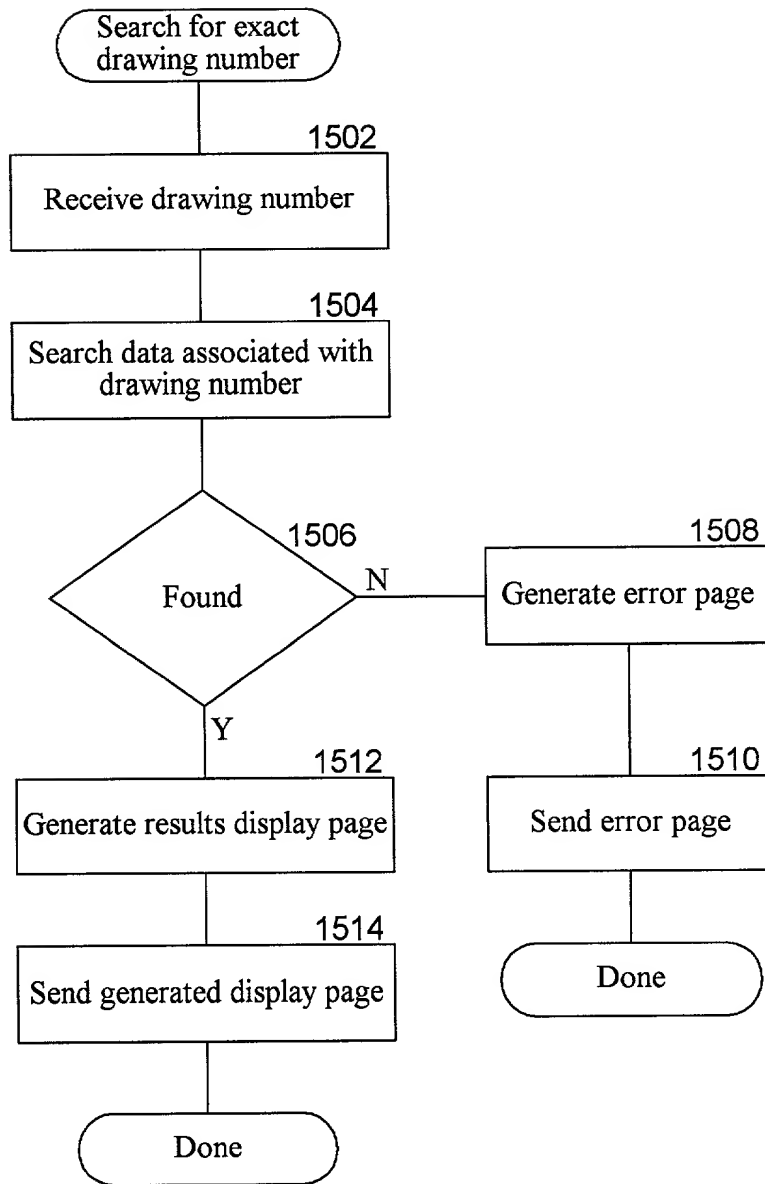 Search for exact
drawing number
1502
Receive drawing number
1504
Search data associated with
drawing number
1506
Found
N
Y
1508
Generate error page
1510
Send error page
Done
1512
Generate results display page
1514
Send generated display page
Done